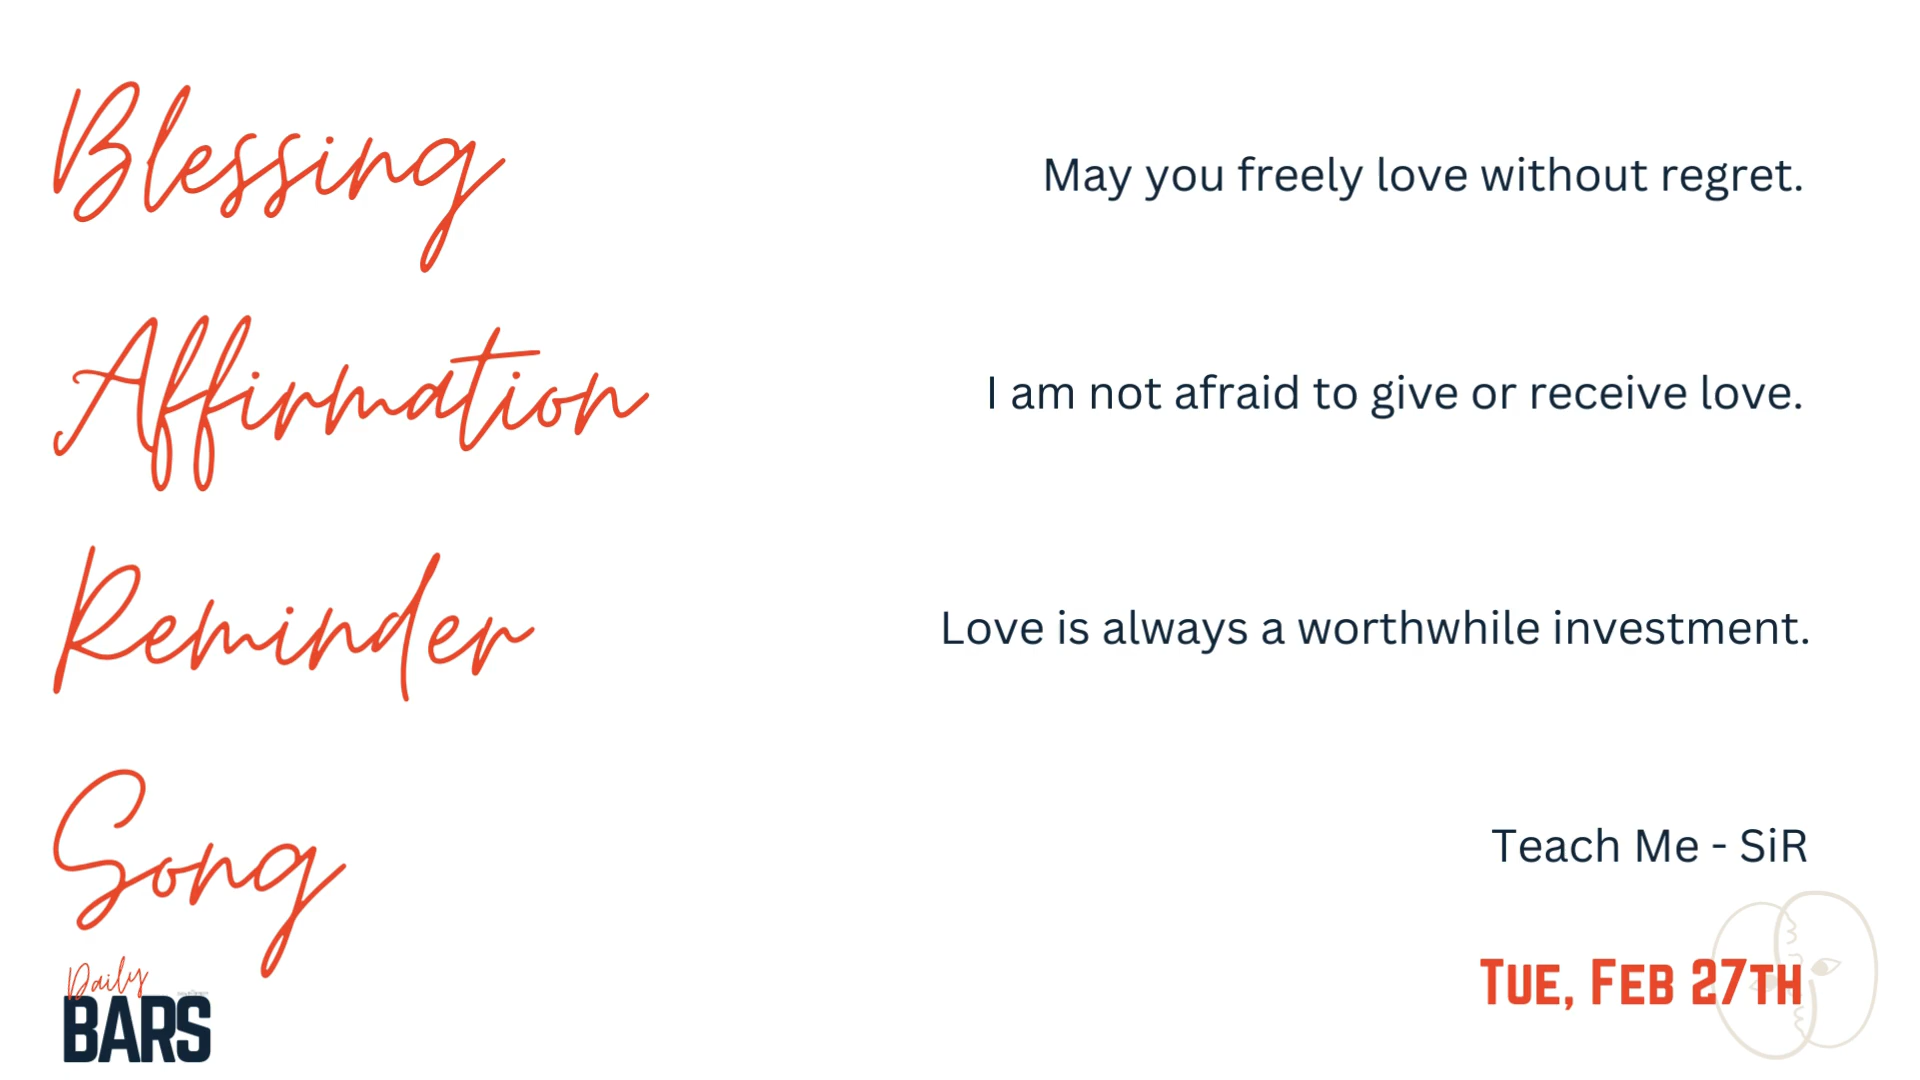 Blessing
May you freely love without regret.
Affirmation
I am not afraid to give or receive love.
Reminder
Love is always a worthwhile investment.
Song
Teach Me - SiR
Daily
BARS
Tue, Feb 27th